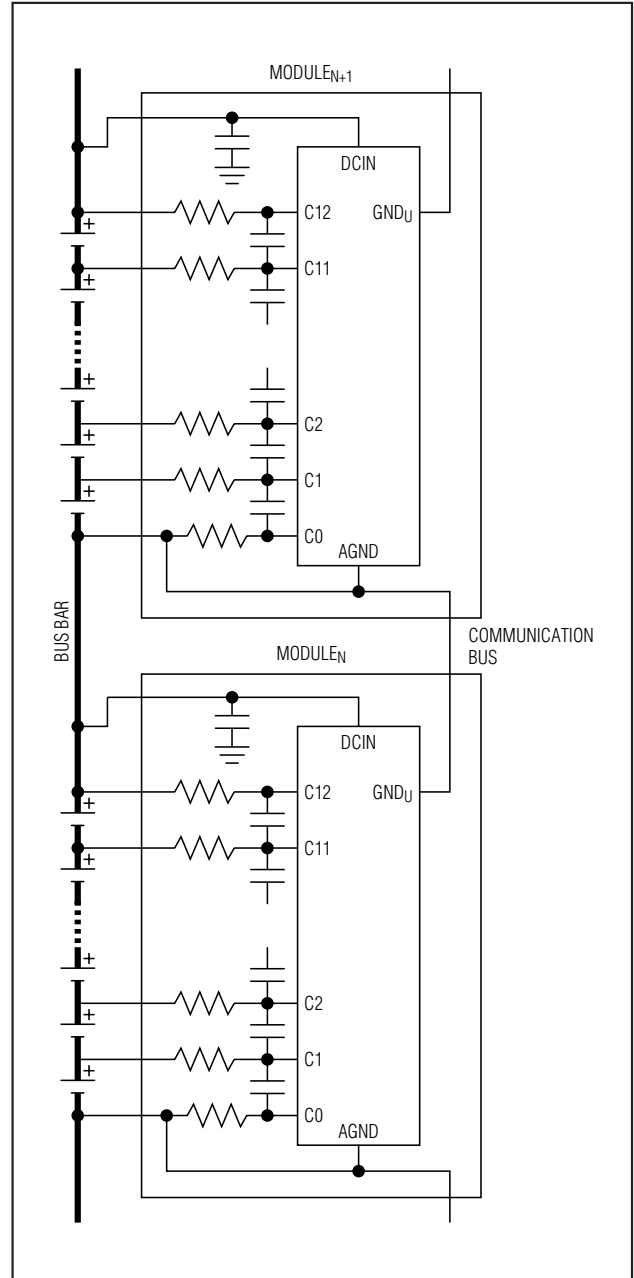 MODULEN+1
DCIN
C12
GNDU
+
C11
+
+
C2
+
C1
+
C0
AGND
BUS BAR
COMMUNICATION
BUS
MODULEN
DCIN
C12
GNDU
+
C11
+
+
C2
+
C1
+
C0
AGND